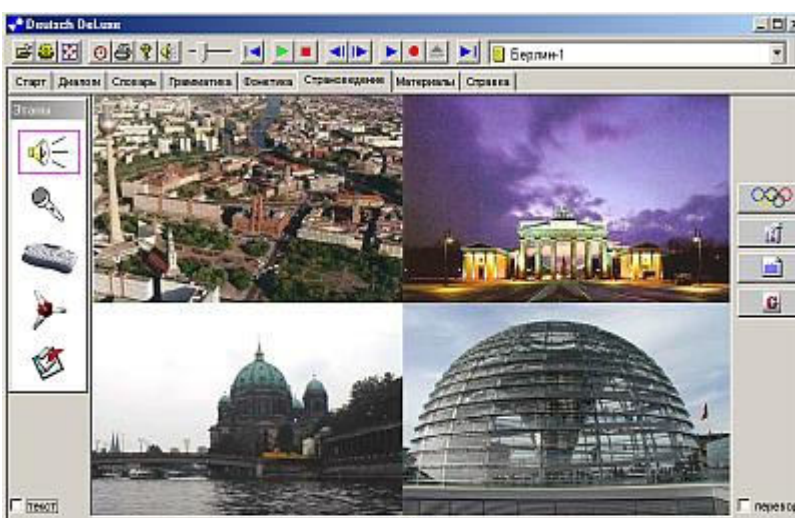 Deutsch DeLuxe
Берлин-1
Старт Диалоги Словарь Грамматика Фонетика Страноведение Материалы Справка
Этапы
G
текст перевод